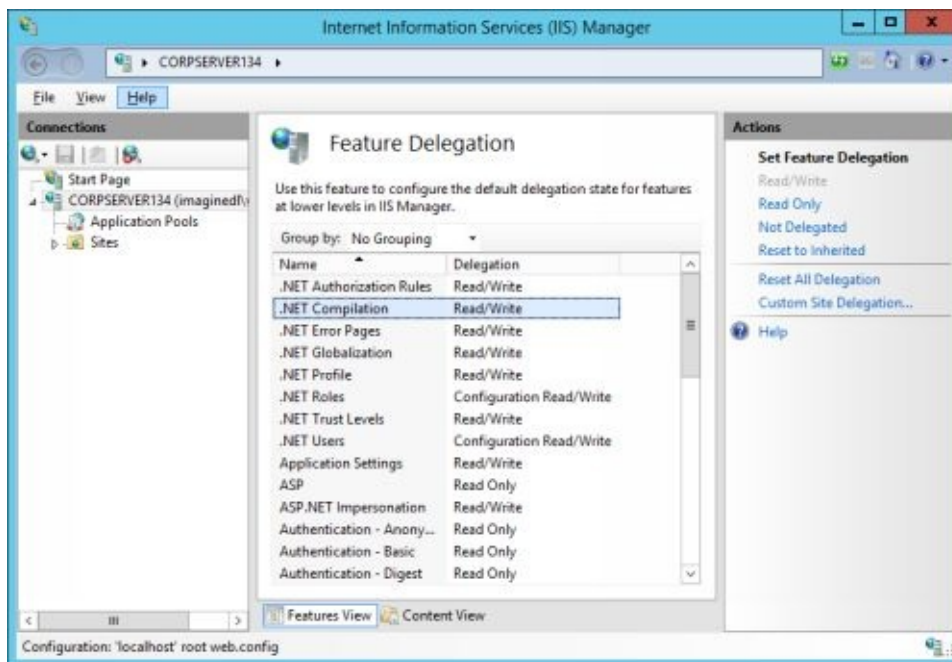 Internet Information Services (IIS) Manager
CORPSERVER134
File View Help
Connections
Start Page
CORPSERVER134 (imaginedl\
Application Pools
Sites
Feature Delegation
Use this feature to configure the default delegation state for features
at lower levels in IIS Manager.
Group by: No Grouping
Name Delegation
.NET Authorization Rules Read/Write
.NET Compilation Read/Write
.NET Error Pages Read/Write
.NET Globalization Read/Write
.NET Profile Read/Write
.NET Roles Configuration Read/Write
.NET Trust Levels Read/Write
.NET Users Configuration Read/Write
Application Settings Read/Write
ASP Read Only
ASP.NET Impersonation Read/Write
Authentication - Anony... Read Only
Authentication - Basic Read Only
Authentication - Digest Read Only
Features View Content View
Actions
Set Feature Delegation
Read/Write
Read Only
Not Delegated
Reset to Inherited
Reset All Delegation
Custom Site Delegation...
Help
Configuration: 'localhost' root web.config